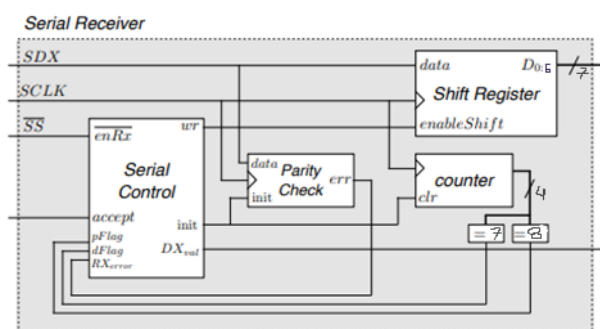 Serial Receiver
SDX
SCLK
SS
data
D0:6
7
Shift Register
enableShift
enRx
wr
Serial
Control
accept
init
pFlag
dFlag
RXerror
DXval
data
Parity
Check
err
init
counter
clr
4
=7
=8